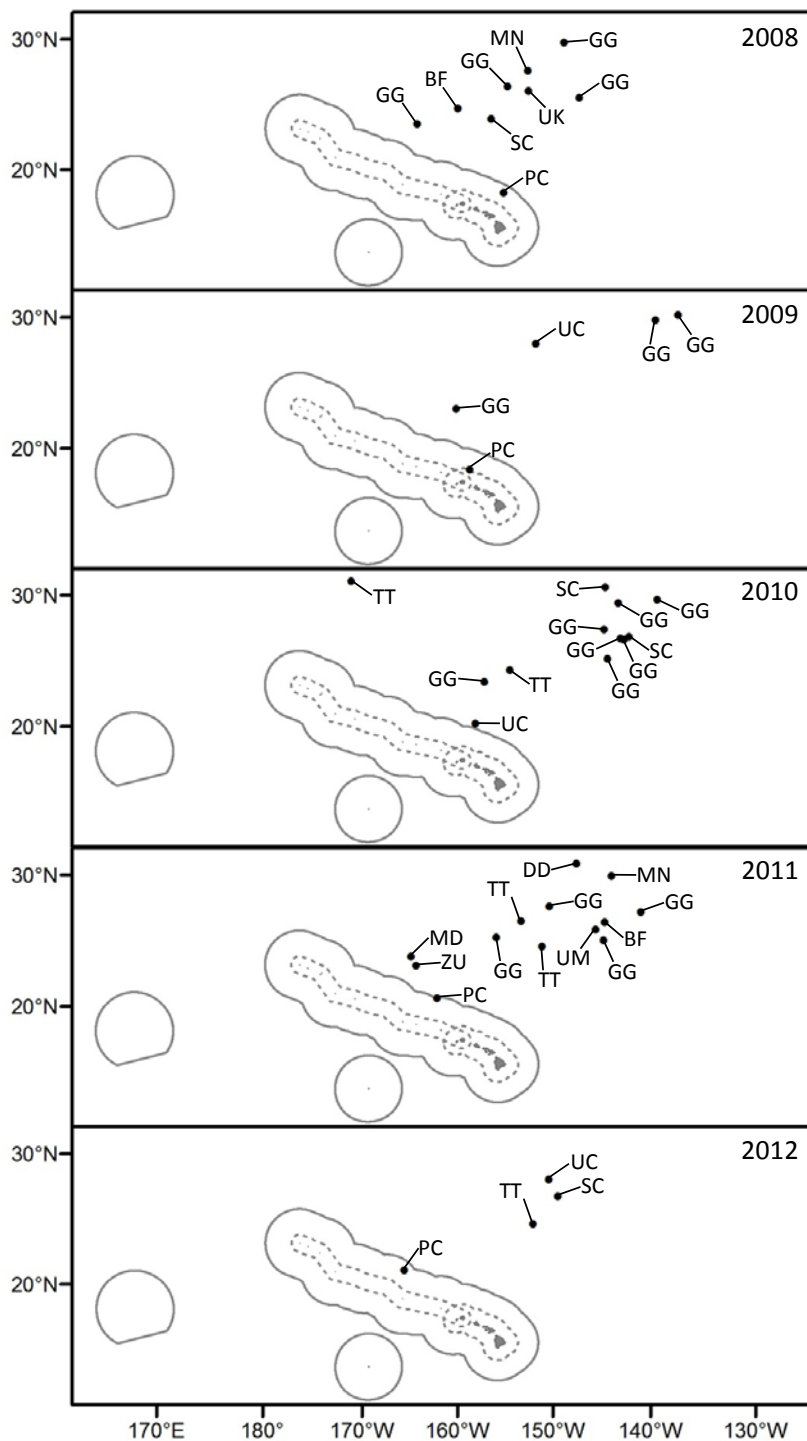 30°N
20°N
2008
MN
GG
GG
BF
GG
GG
UK
SC
PC
30°N
20°N
2009
UC
GG
GG
GG
PC
30°N
20°N
2010
TT
SC
GG
GG
GG
GG
SC
GG
GG
GG
TT
UC
30°N
20°N
2011
DD
MN
TT
GG
GG
MD
ZU
GG
TT
UM
BF
GG
PC
30°N
20°N
2012
UC
TT
SC
PC
170°E
180°
170°W
160°W
150°W
140°W
130°W